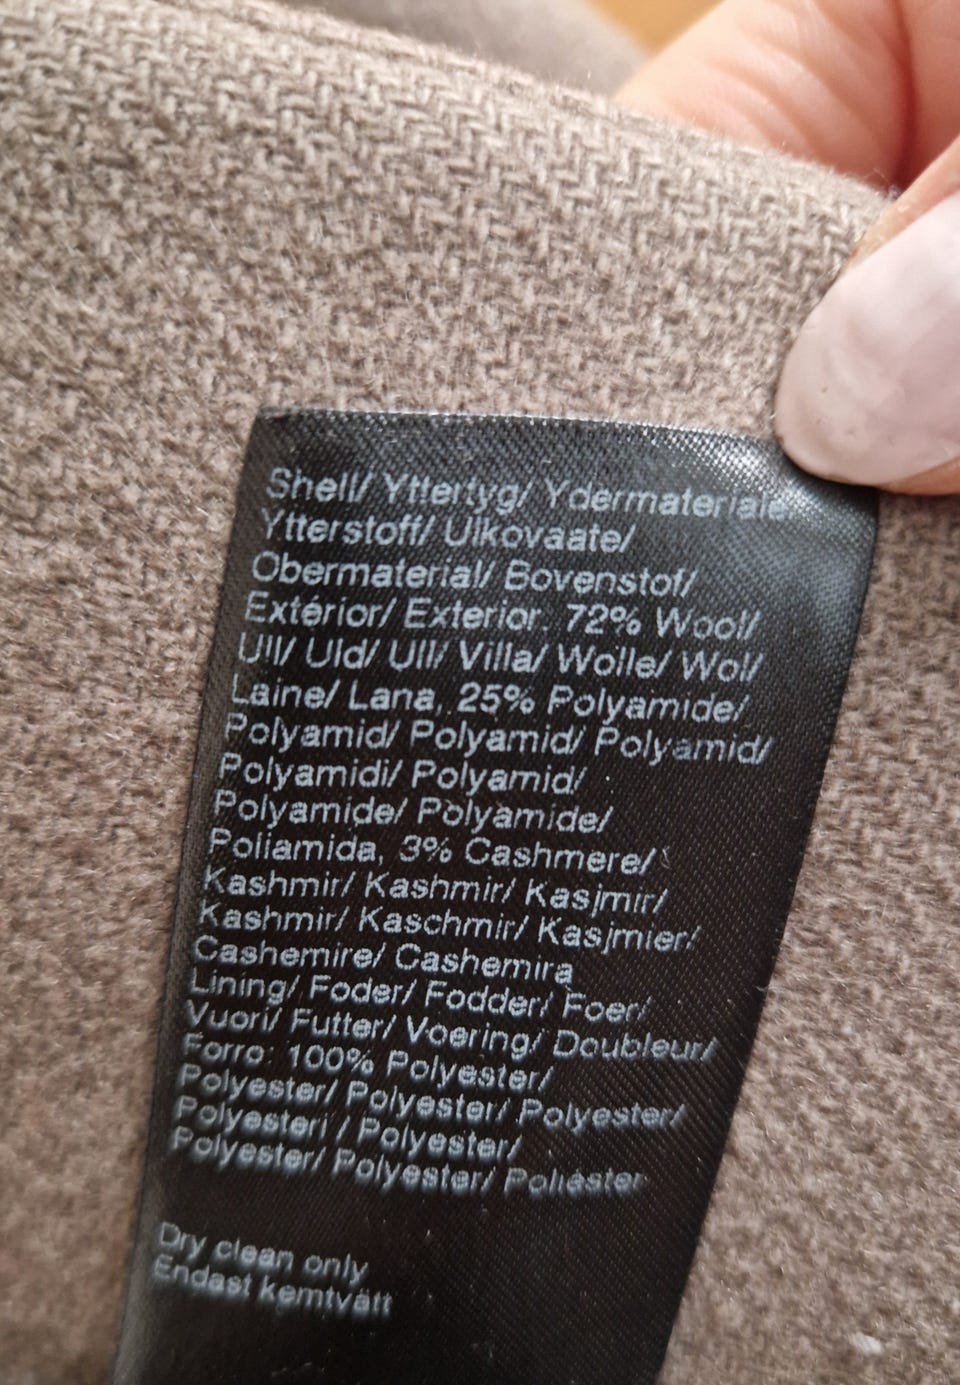 Shell/ Yttertyg/ Ydermateriale
Ytterstoff/ Ulkovaate/
Obermaterial/ Bovenstof/
Extérior/ Exterior: 72% Wool/
Ull/ Uld/ Ull/ Villa/ Wolle/ Wol/
Laine/ Lana, 25% Polyamide/
Polyamid/ Polyamid/ Polyamid/
Polyamidi/ Polyamid/
Polyamide/ Polyamide/
Poliamida, 3% Cashmere/
Kashmir/ Kashmir/ Kasjmir/
Kashmir/ Kaschmir/ Kasjmier/
Cashemire/ Cashemira
Lining/ Foder/ Fodder/ Foer/
Vuori/ Futter/ Voering/ Doubleur/
Forro: 100% Polyester/
Polyester/ Polyester/ Polyester/
Polyesteri / Polyester/
Polyester/ Polyester/ Poliéster
Dry clean only
Endast kemtvätt